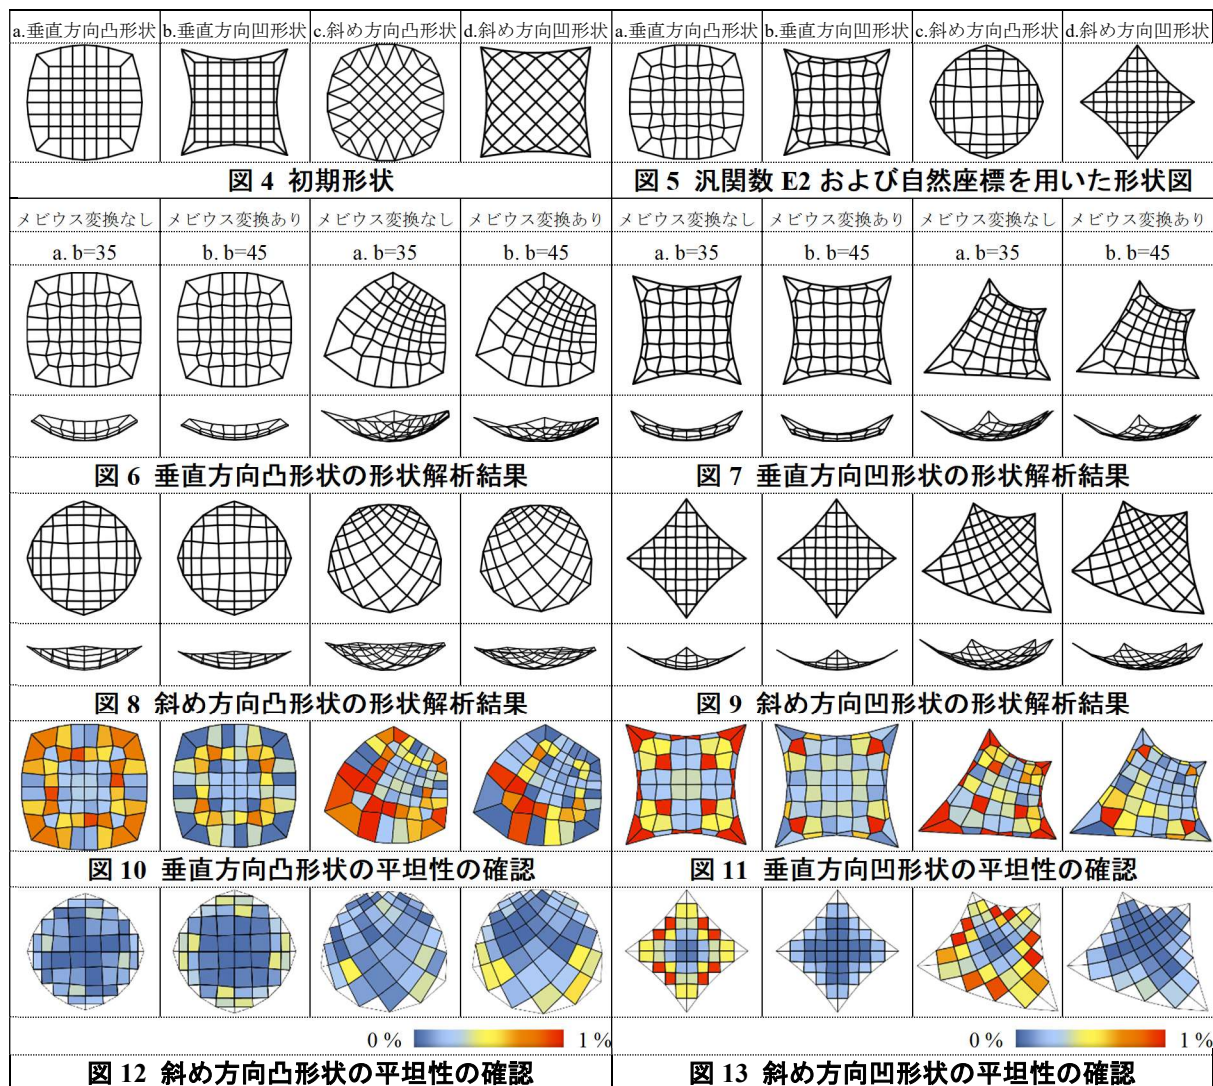 a.垂直方向凸形状 b.垂直方向凹形状 c.斜め方向凸形状 d.斜め方向凹形状 a.垂直方向凸形状 b.垂直方向凹形状 c.斜め方向凸形状 d.斜め方向凹形状
図 4 初期形状 図 5 汎関数 E2 および自然座標を用いた形状図
メビウス変換なし メビウス変換あり メビウス変換なし メビウス変換あり メビウス変換なし メビウス変換あり メビウス変換なし メビウス変換あり
a. b=35 b. b=45 a. b=35 b. b=45 a. b=35 b. b=45 a. b=35 b. b=45
図 6 垂直方向凸形状の形状解析結果 図 7 垂直方向凹形状の形状解析結果
図 8 斜め方向凸形状の形状解析結果 図 9 斜め方向凹形状の形状解析結果
図 10 垂直方向凸形状の平坦性の確認 図 11 垂直方向凹形状の平坦性の確認
0 % 1 % 0 % 1 %
図 12 斜め方向凸形状の平坦性の確認 図 13 斜め方向凹形状の平坦性の確認